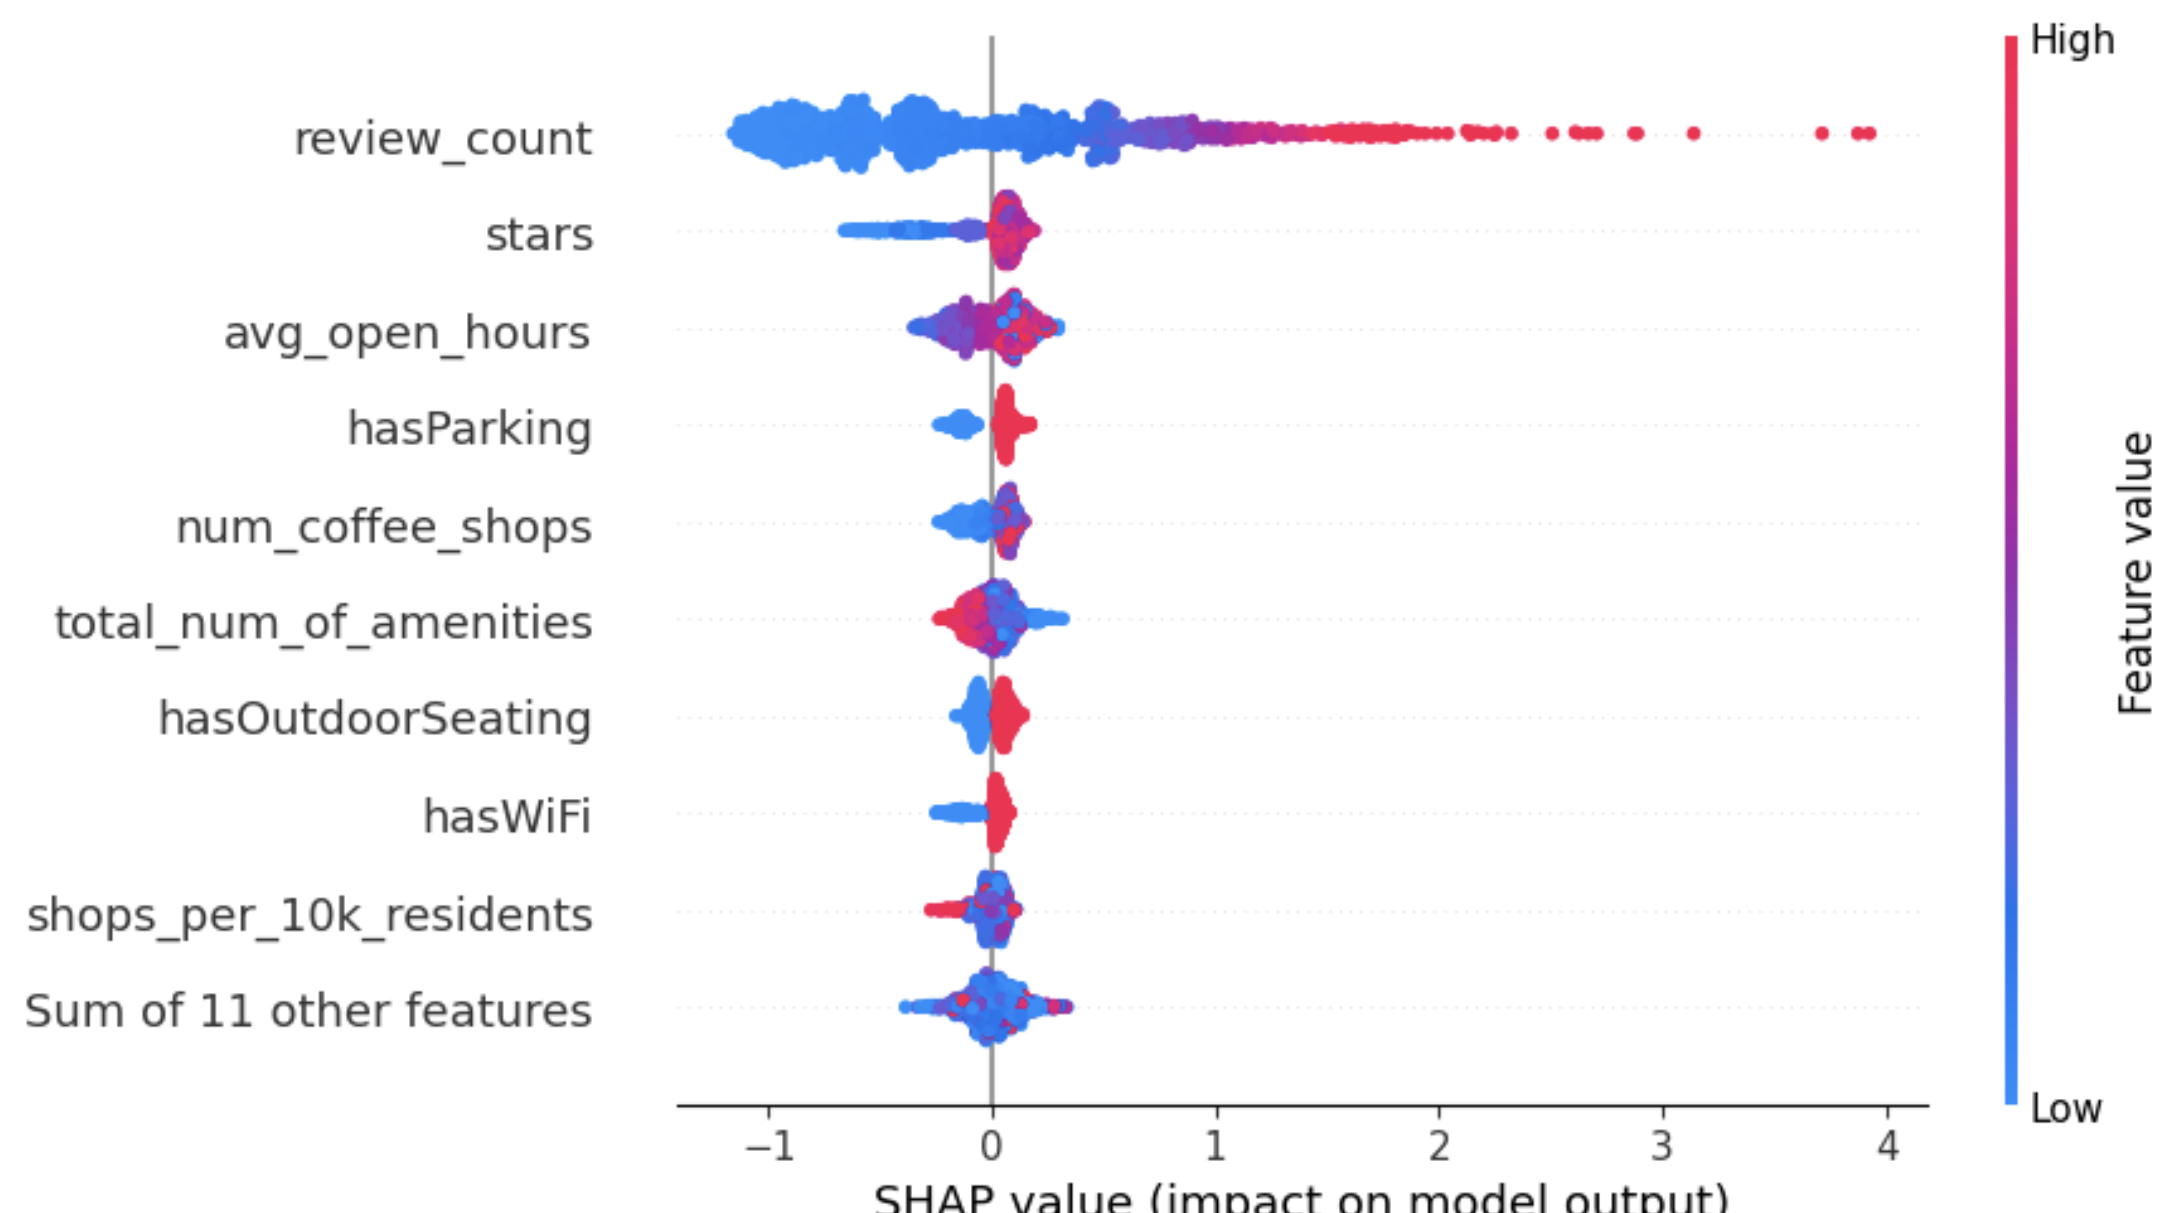 High
review_count
stars
avg_open_hours
hasParking
num_coffee_shops
total_num_of_amenities
hasOutdoorSeating
hasWiFi
shops_per_10k_residents
Sum of 11 other features
Feature value
Low
−1 0 1 2 3 4
SHAP value (impact on model output)